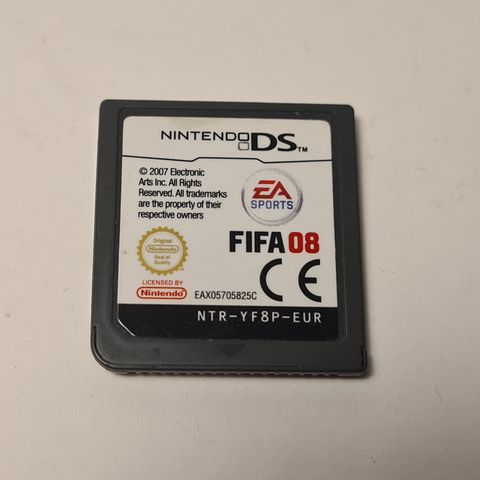 NINTENDO DS™
© 2007 Electronic
Arts Inc. All Rights
Reserved. All trademarks
are the property of their
respective owners
EA
SPORTS
FIFA 08
Original
Nintendo
Seal of
Quality
LICENSED BY
Nintendo
EAX05705825C
CE
NTR-YF8P-EUR